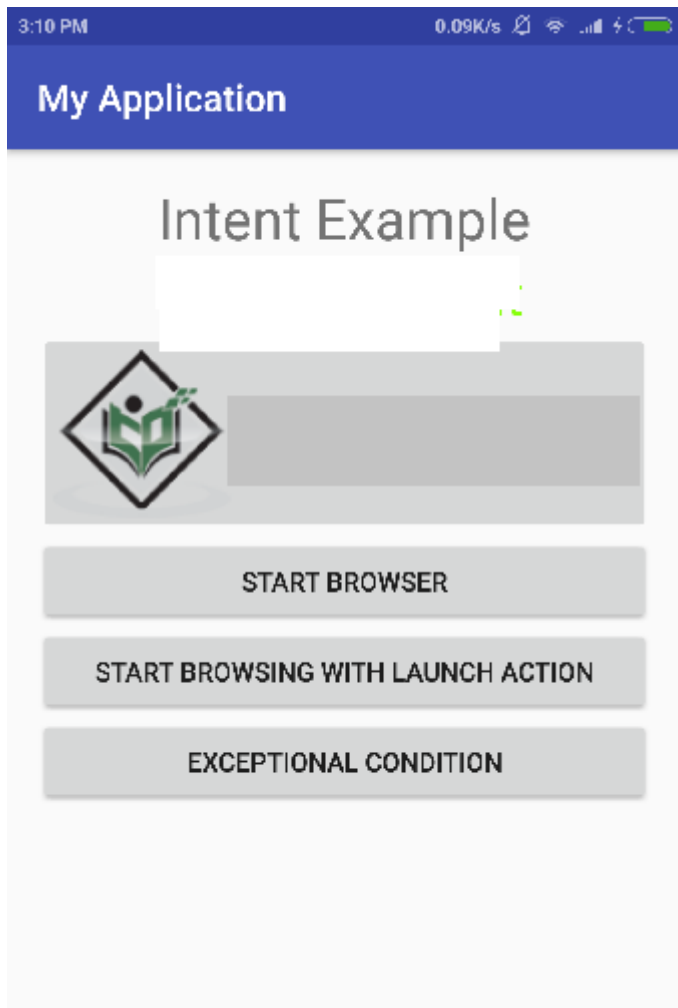 3:10 PM 0.09K/s
My Application
Intent Example
START BROWSER
START BROWSING WITH LAUNCH ACTION
EXCEPTIONAL CONDITION